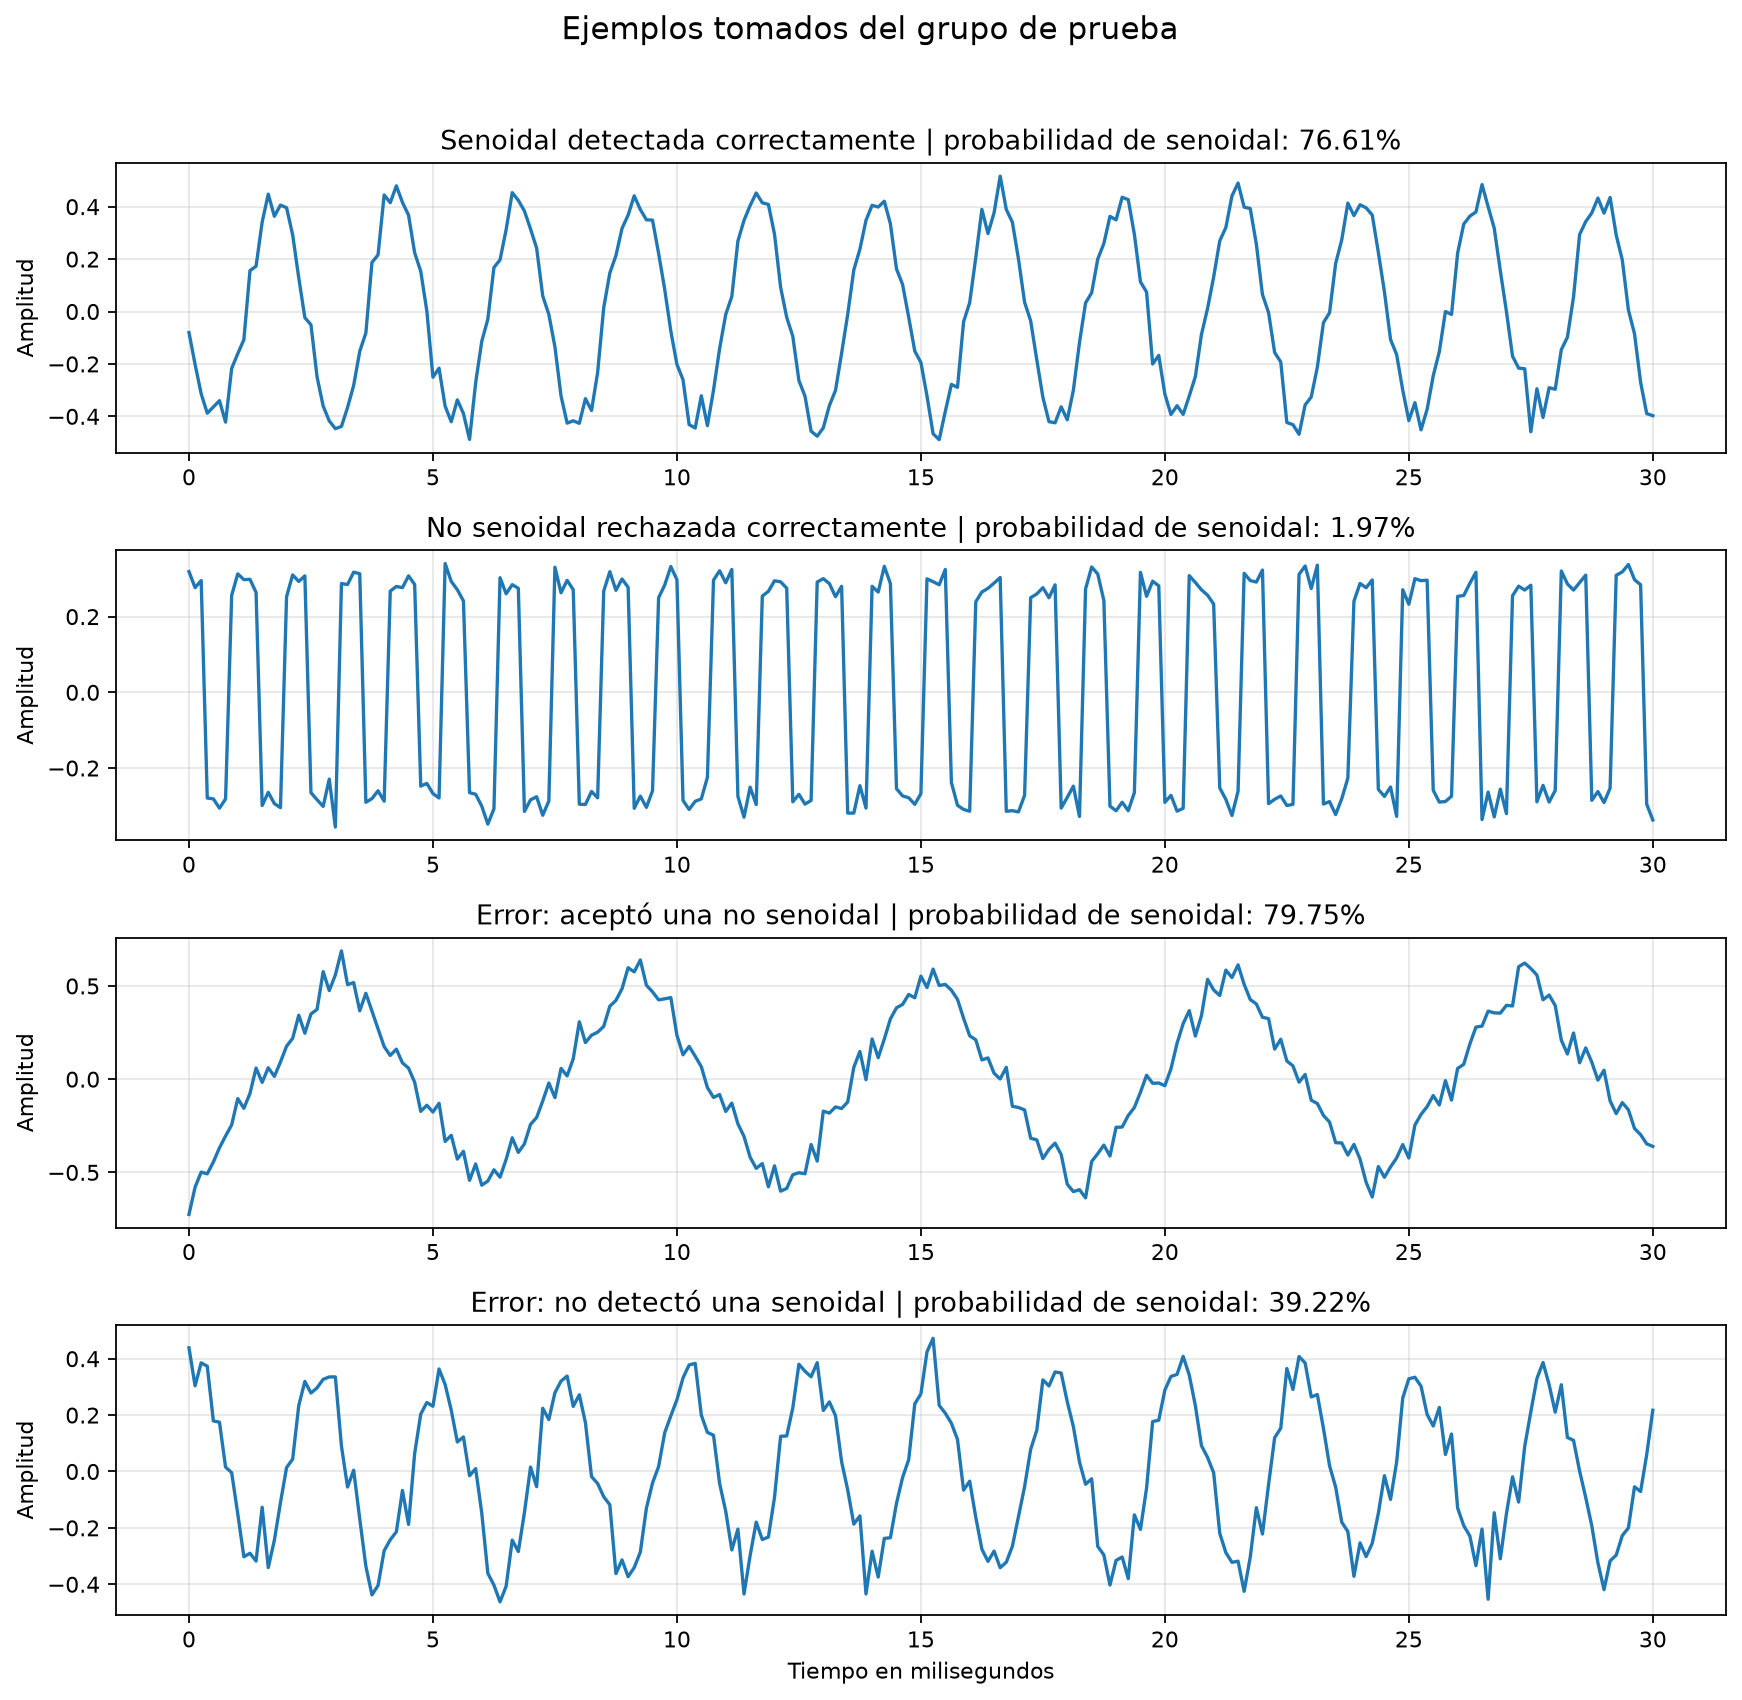 Ejemplos tomados del grupo de prueba
Senoidal detectada correctamente | probabilidad de senoidal: 76.61%
Amplitud
0.4
0.2
0.0
−0.2
−0.4
0 5 10 15 20 25 30
No senoidal rechazada correctamente | probabilidad de senoidal: 1.97%
Amplitud
0.2
0.0
−0.2
0 5 10 15 20 25 30
Error: aceptó una no senoidal | probabilidad de senoidal: 79.75%
Amplitud
0.5
0.0
−0.5
0 5 10 15 20 25 30
Error: no detectó una senoidal | probabilidad de senoidal: 39.22%
Amplitud
0.4
0.2
0.0
−0.2
−0.4
0 5 10 15 20 25 30
Tiempo en milisegundos